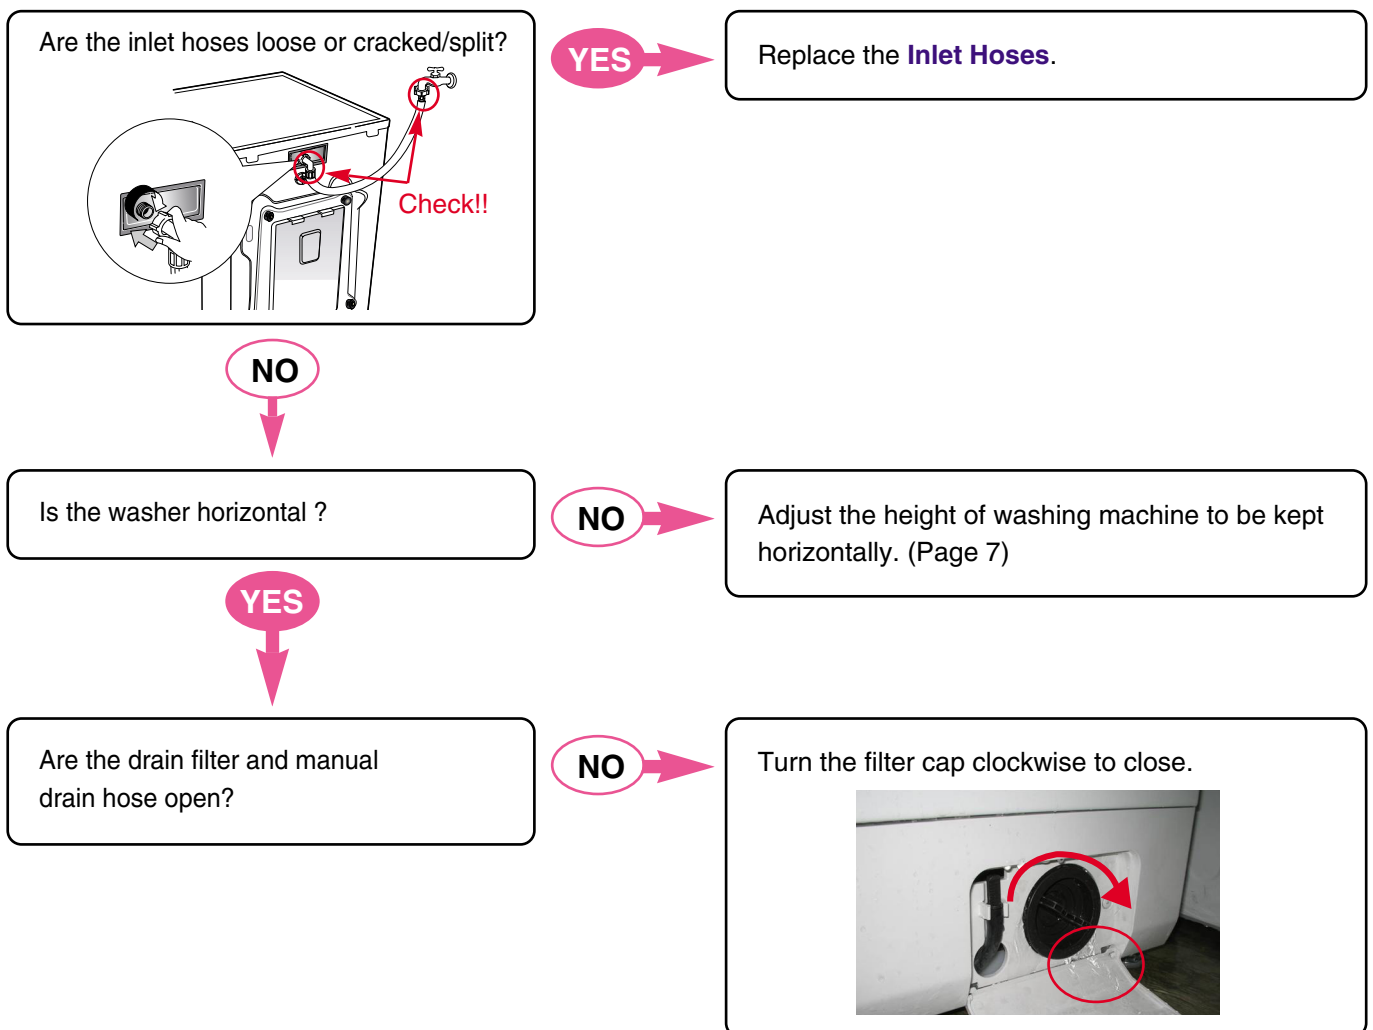 Are the inlet hoses loose or cracked/split?
YES
Replace the Inlet Hoses.
Check!!
NO
Is the washer horizontal ?
NO
Adjust the height of washing machine to be kept
horizontally. (Page 7)
YES
Are the drain filter and manual
drain hose open?
NO
Turn the filter cap clockwise to close.